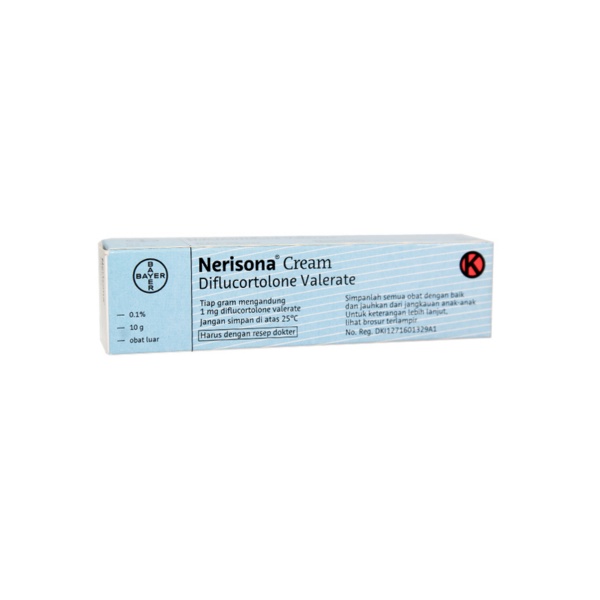 BAYER
BAYER
0.1%
10 g
obat luar
Nerisona® Cream
Diflucortolone Valerate
Tiap gram mengandung
1 mg diflucortolone valerate
Jangan simpan di atas 25°C
Harus dengan resep dokter
Simpanlah semua obat dengan baik
dan jauhkan dari jangkauan anak-anak
Untuk keterangan lebih lanjut,
lihat brosur terlampir
No. Reg. DKI1271601329A1
K